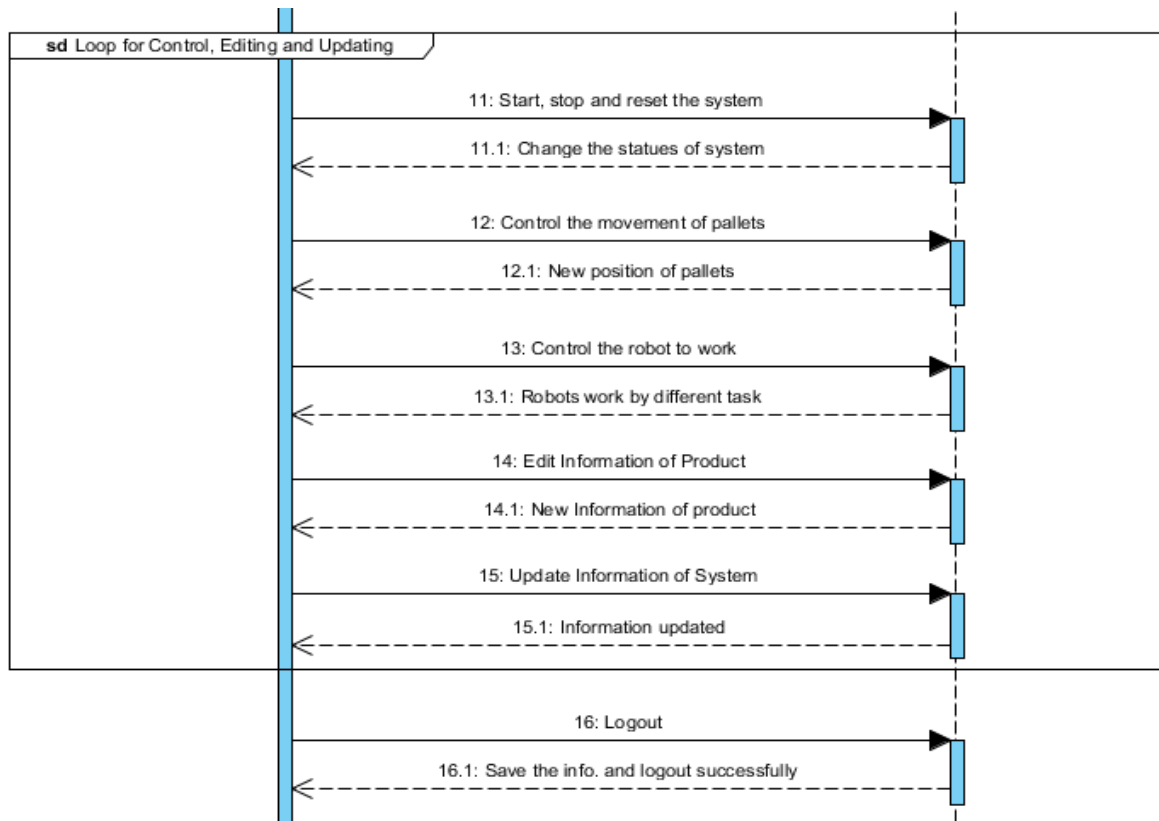 sd Loop for Control, Editing and Updating
11: Start, stop and reset the system
11.1: Change the statues of system
12: Control the movement of pallets
12.1: New position of pallets
13: Control the robot to work
13.1: Robots work by different task
14: Edit Information of Product
14.1: New Information of product
15: Update Information of System
15.1: Information updated
16: Logout
16.1: Save the info. and logout successfully